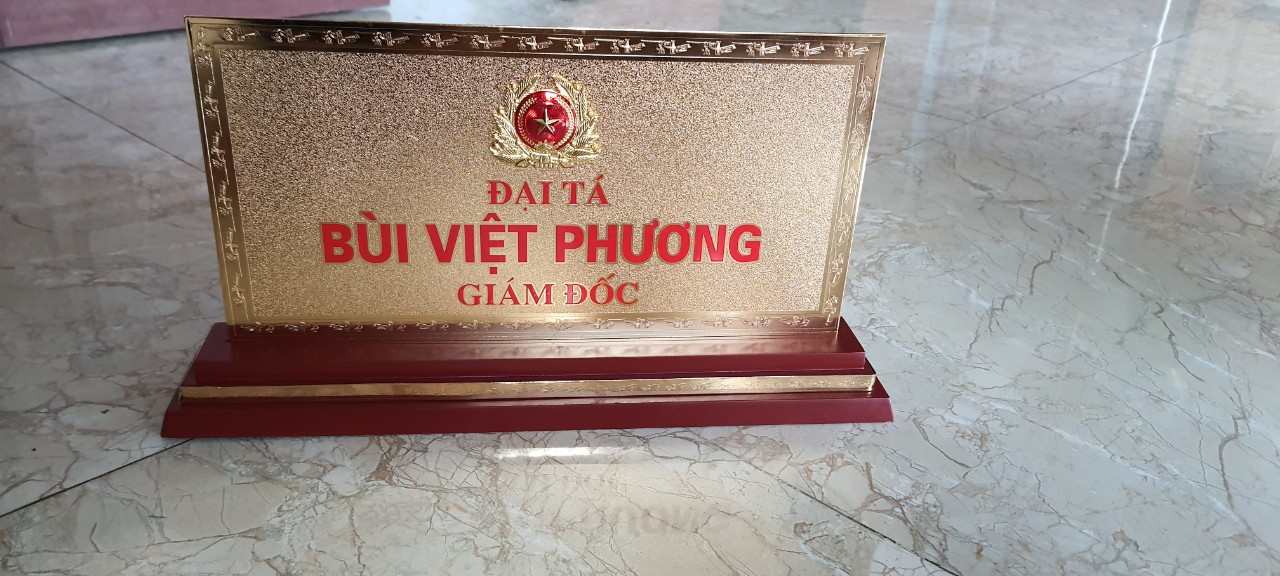 ĐẠI TÁ
BÙI VIỆT PHƯƠNG
GIÁM ĐỐC